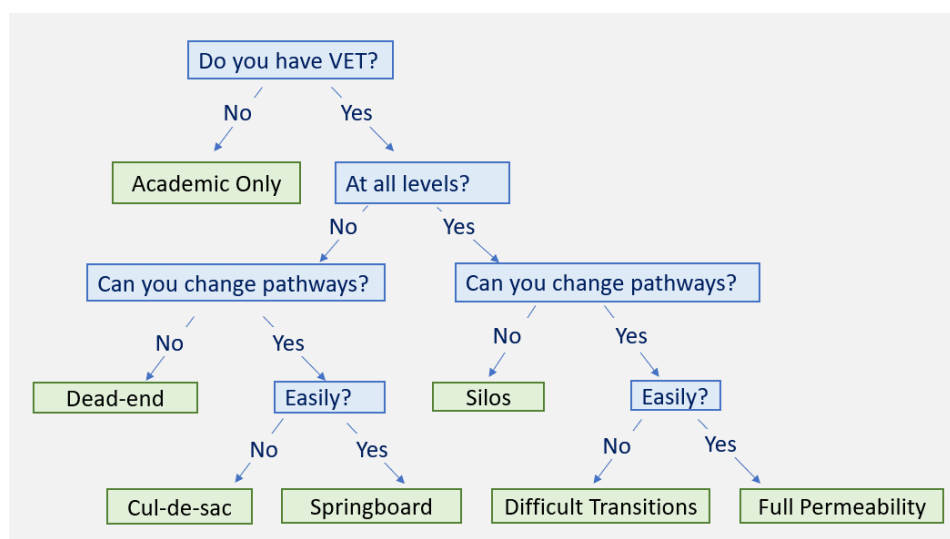 Do you have VET?
No
Yes
Academic Only
At all levels?
No
Yes
Can you change pathways?
Can you change pathways?
No
Yes
No
Yes
Dead-end
Easily?
Silos
Easily?
No
Yes
No
Yes
Cul-de-sac
Springboard
Difficult Transitions
Full Permeability